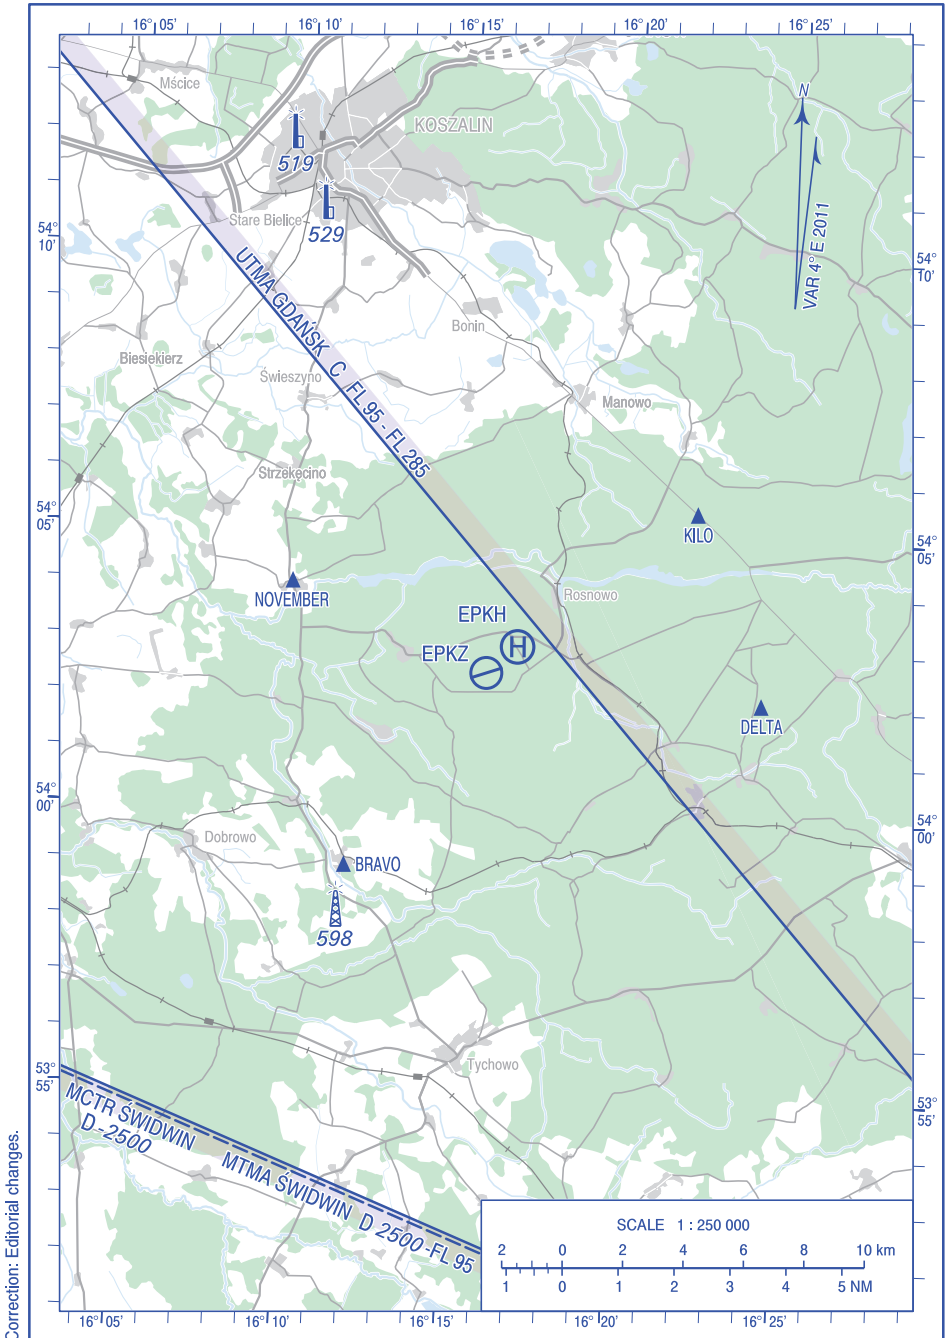 16° 05' 16° 10' 16° 15' 16° 20' 16° 25'
N
Mścice
KOSZALIN
519
VAR 4° E 2011
Stare Bielice
529
54° 10'
54° 10'
UTMA GDAŃSK C FL 95 - FL 285
Bonin
Biesiekierz
Świeszyno
Manowo
Strzekęcino
54° 05'
KILO
54° 05'
NOVEMBER
Rosnowo
EPKH
H
EPKZ
DELTA
54° 00'
54° 00'
Dobrowo
BRAVO
598
Tychowo
53° 55'
53° 55'
MCTR ŚWIDWIN
D -2500
MTMA ŚWIDWIN D 2500 -FL 95
SCALE 1 : 250 000
2 0 2 4 6 8 10 km
1 0 1 2 3 4 5 NM
16° 05' 16° 10' 16° 15' 16° 20' 16° 25'
Correction: Editorial changes.